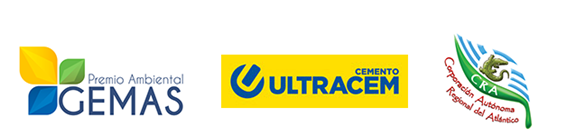 Premio Ambiental
GEMAS
CEMENTO
ULTRACEM
CRA
Corporación Autónoma
Regional del Atlántico